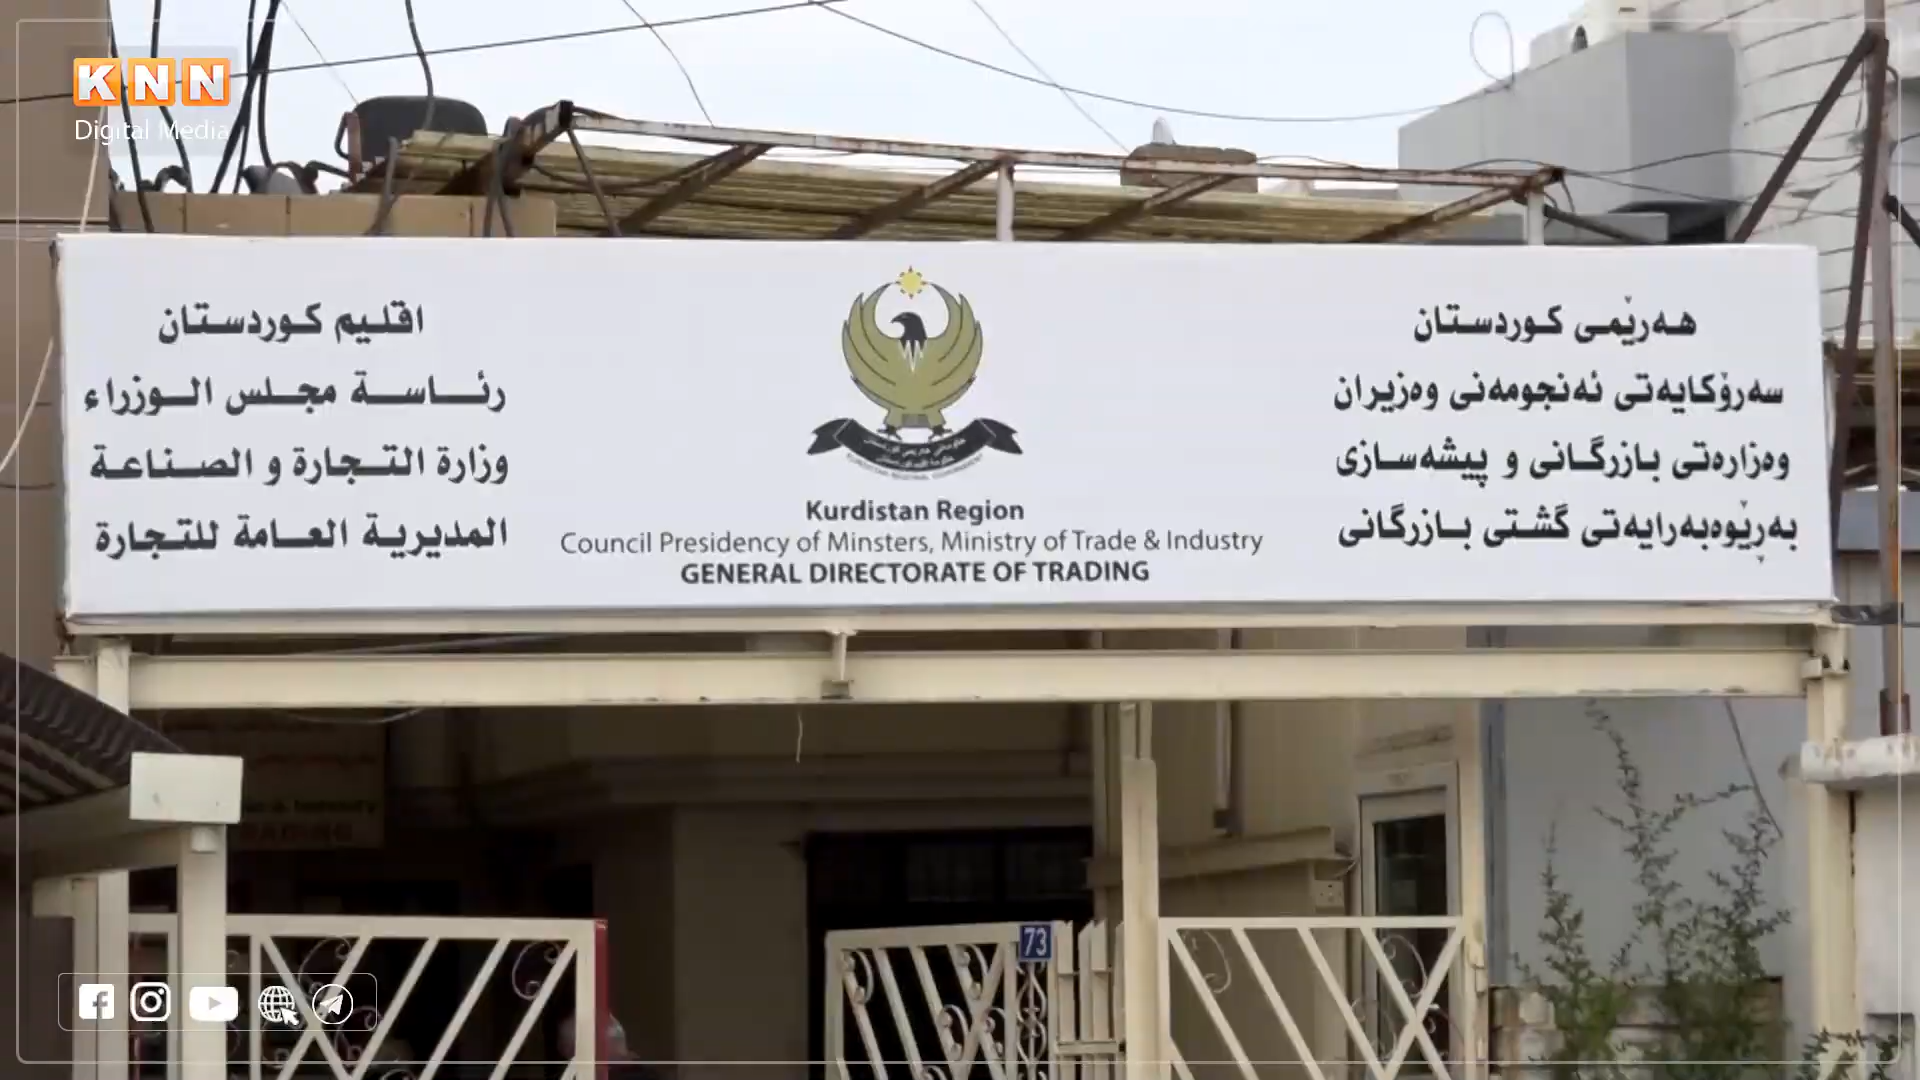 KNN
Digital Media
اقليم كوردستان
رئاسة مجلس الوزراء
وزارة التجارة و الصناعة
المديرية العامة للتجارة
Kurdistan Region
Council Presidency of Minsters, Ministry of Trade & Industry
GENERAL DIRECTORATE OF TRADING
هەرێمی کوردستان
سەرۆکایەتی ئەنجومەنی وەزیران
وەزارەتی بازرگانی و پیشەسازی
بەڕێوەبەرایەتی گشتی بازرگانی
73